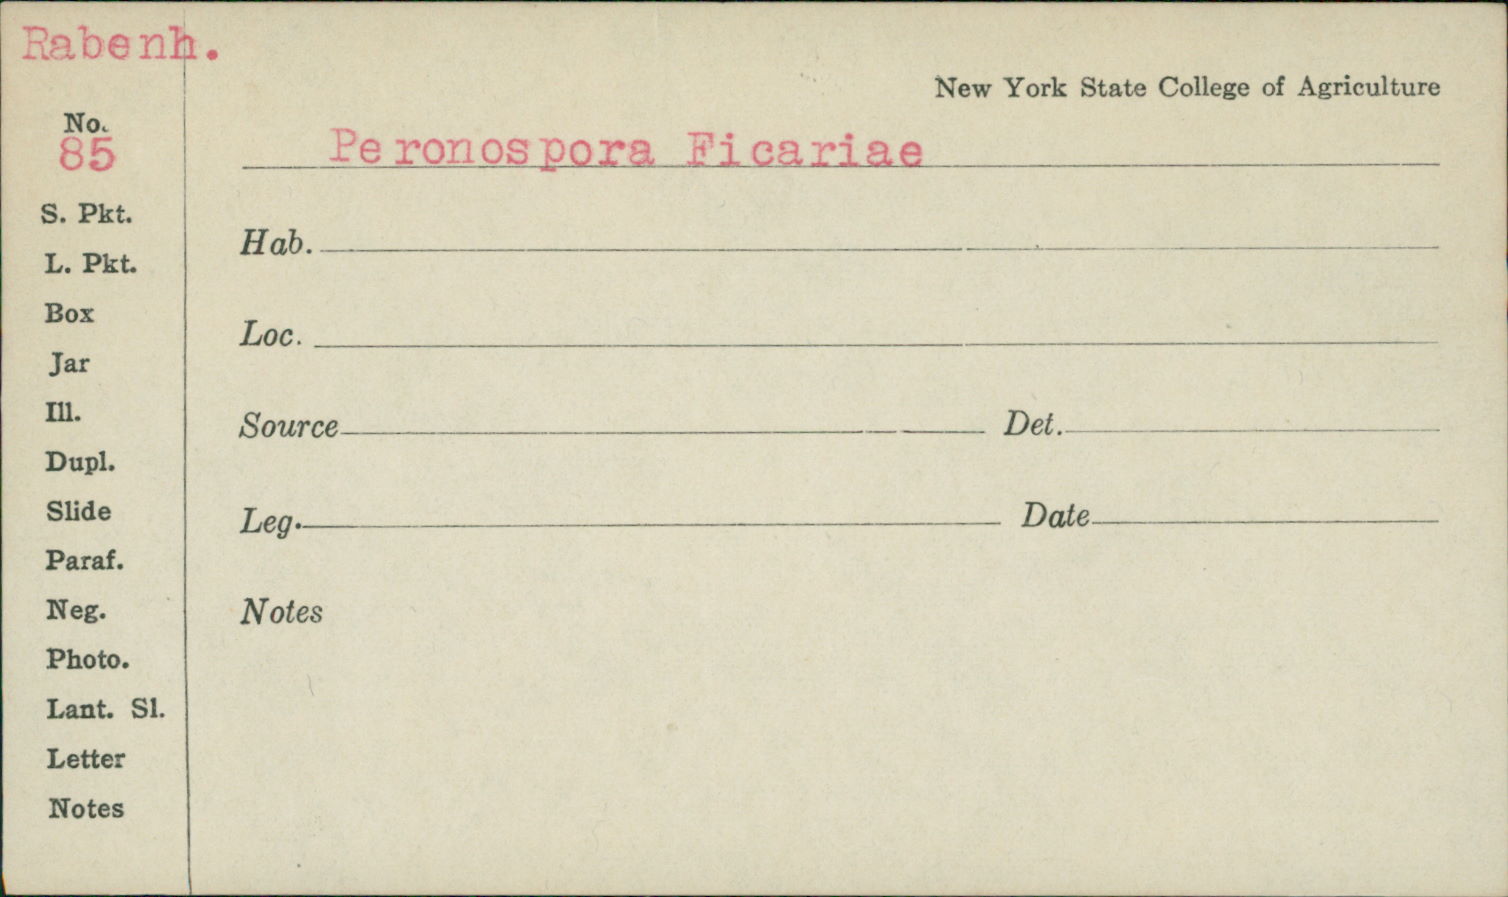 Rabenh.
New York State College of Agriculture
No.
85
Peronospora Ficariae
S. Pkt.
L. Pkt.
Box
Jar
Ill.
Dupl.
Slide
Paraf.
Neg.
Photo.
Lant. Sl.
Letter
Notes
Hab.
Loc.
Source Det.
Leg. Date
Notes